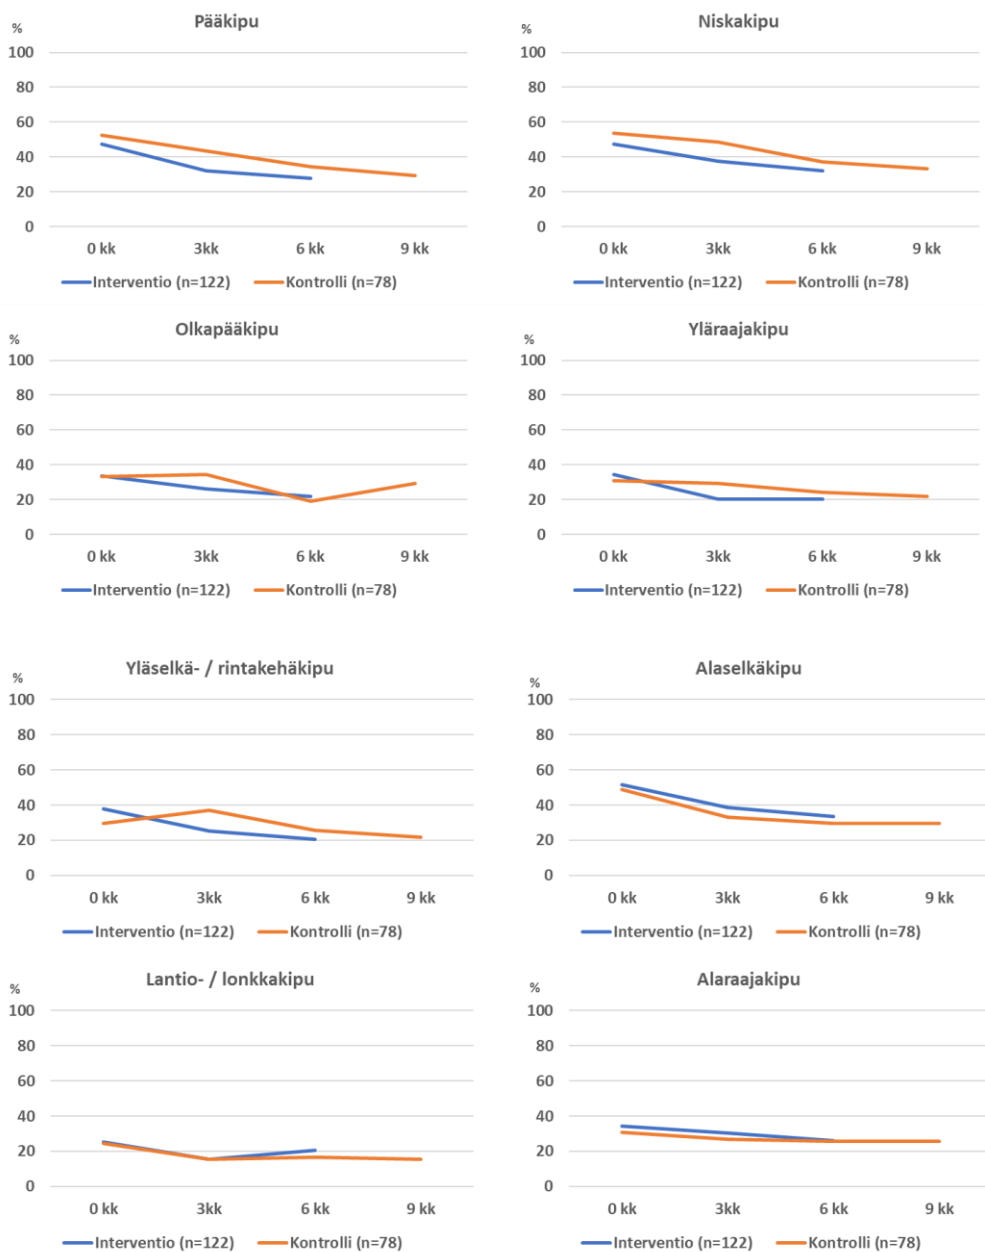 Pääkipu
%
100
80
60
40
20
0
0 kk 3kk 6 kk 9 kk
Interventio (n=122) Kontrolli (n=78)
Niskakipu
%
100
80
60
40
20
0
0 kk 3kk 6 kk 9 kk
Interventio (n=122) Kontrolli (n=78)
Olkapääkipu
%
100
80
60
40
20
0
0 kk 3kk 6 kk 9 kk
Interventio (n=122) Kontrolli (n=78)
Yläraajakipu
%
100
80
60
40
20
0
0 kk 3kk 6 kk 9 kk
Interventio (n=122) Kontrolli (n=78)
Yläselkä- / rintakehäkipu
%
100
80
60
40
20
0
0 kk 3kk 6 kk 9 kk
Interventio (n=122) Kontrolli (n=78)
Alaselkäkipu
%
100
80
60
40
20
0
0 kk 3kk 6 kk 9 kk
Interventio (n=122) Kontrolli (n=78)
Lantio- / lonkkakipu
%
100
80
60
40
20
0
0 kk 3kk 6 kk 9 kk
Interventio (n=122) Kontrolli (n=78)
Alaraajakipu
%
100
80
60
40
20
0
0 kk 3kk 6 kk 9 kk
Interventio (n=122) Kontrolli (n=78)